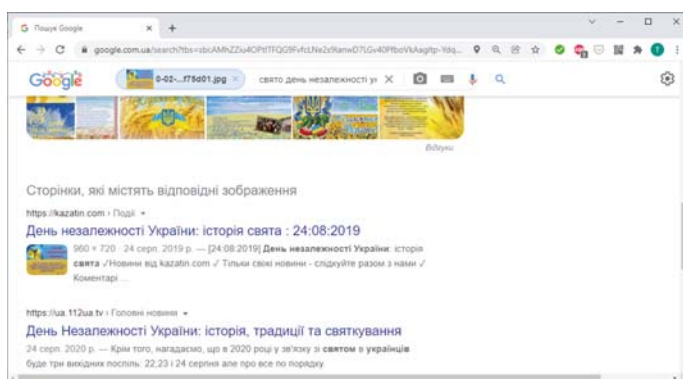 Пошук Google
google.com.ua/search?tbs=
Google 0-02-...f75d01.jpg свято день незалежності у
Відгуки
Сторінки, які містять відповідні зображення
https://kazatin.com › Події
День незалежності України: історія свята : 24:08:2019
960 × 720 · 24 серп. 2019 р. — [24:08:2019] День незалежності України: історія
свята ✓Новини від kazatin.com ✓ Тільки свіжі новини - слідкуйте разом з нами ✓
Коментарі ...
https://ua.112ua.tv › Головні новини
День Незалежності України: історія, традиції та святкування
24 серп. 2020 р. — Крім того, нагадаємо, що в 2020 році у зв'язку зі святом в українців
буде три вихідних поспіль: 22,23 і 24 серпня але про все по порядку.